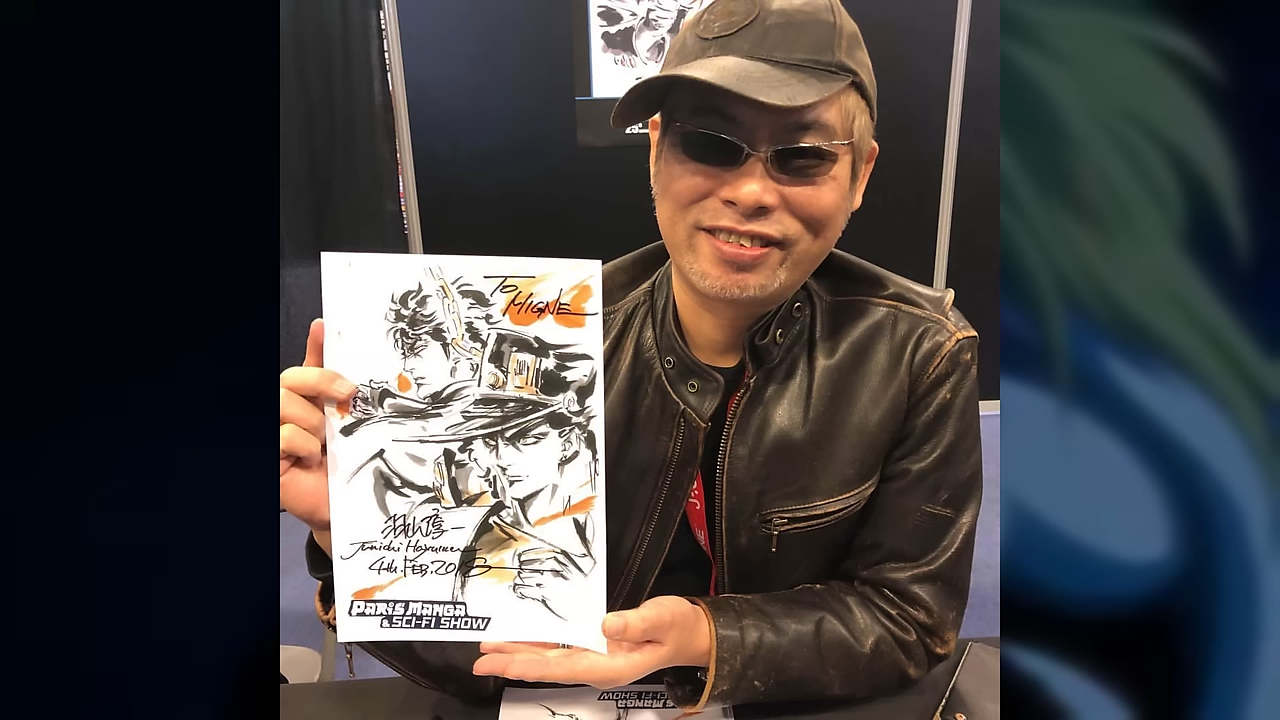 To
MIGNE
羽山淳一
Junichi Hayama
4th.FEB.2018
PARIS MANGA
& SCI-FI SHOW